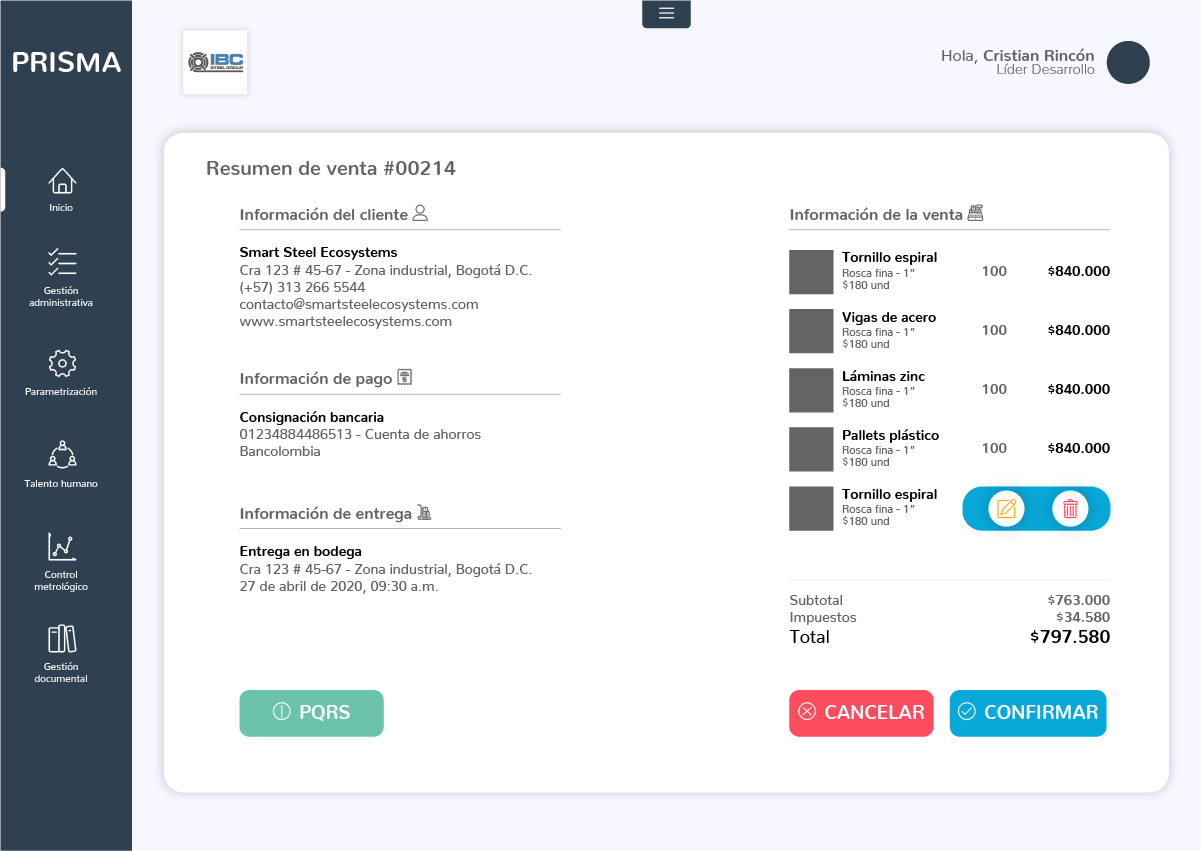 PRISMA
Inicio
Gestión
administrativa
Parametrización
Talento humano
Control
metrológico
Gestión
documental
IBC
STEEL GROUP
Hola, Cristian Rincón
Líder Desarrollo
Resumen de venta #00214
Información del cliente
Smart Steel Ecosystems
Cra 123 # 45-67 - Zona industrial, Bogotá D.C.
(+57) 313 266 5544
contacto@smartsteelecosystems.com
www.smartsteelecosystems.com
Información de pago
Consignación bancaria
01234884486513 - Cuenta de ahorros
Bancolombia
Información de entrega
Entrega en bodega
Cra 123 # 45-67 - Zona industrial, Bogotá D.C.
27 de abril de 2020, 09:30 a.m.
PQRS
Información de la venta
Tornillo espiral
Rosca fina - 1”
$180 und
100 $840.000
Vigas de acero
Rosca fina - 1”
$180 und
100 $840.000
Láminas zinc
Rosca fina - 1”
$180 und
100 $840.000
Pallets plástico
Rosca fina - 1”
$180 und
100 $840.000
Tornillo espiral
Rosca fina - 1”
$180 und
Subtotal $763.000
Impuestos $34.580
Total $797.580
CANCELAR
CONFIRMAR